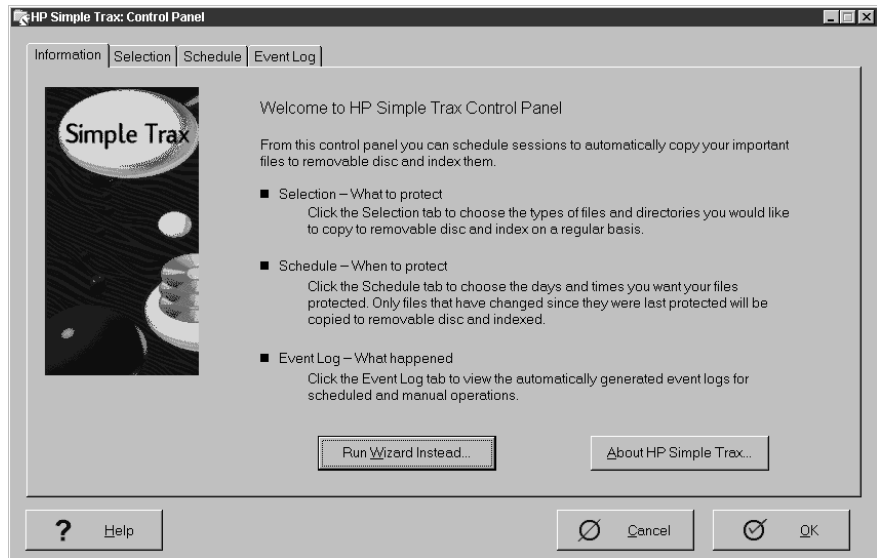 HP Simple Trax: Control Panel
Information Selection Schedule Event Log
Simple Trax
Welcome to HP Simple Trax Control Panel
From this control panel you can schedule sessions to automatically copy your important
files to removable disc and index them.
■ Selection – What to protect
Click the Selection tab to choose the types of files and directories you would like
to copy to removable disc and index on a regular basis.
■ Schedule – When to protect
Click the Schedule tab to choose the days and times you want your files
protected. Only files that have changed since they were last protected will be
copied to removable disc and indexed.
■ Event Log – What happened
Click the Event Log tab to view the automatically generated event logs for
scheduled and manual operations.
Run Wizard Instead... About HP Simple Trax...
? Help Cancel OK